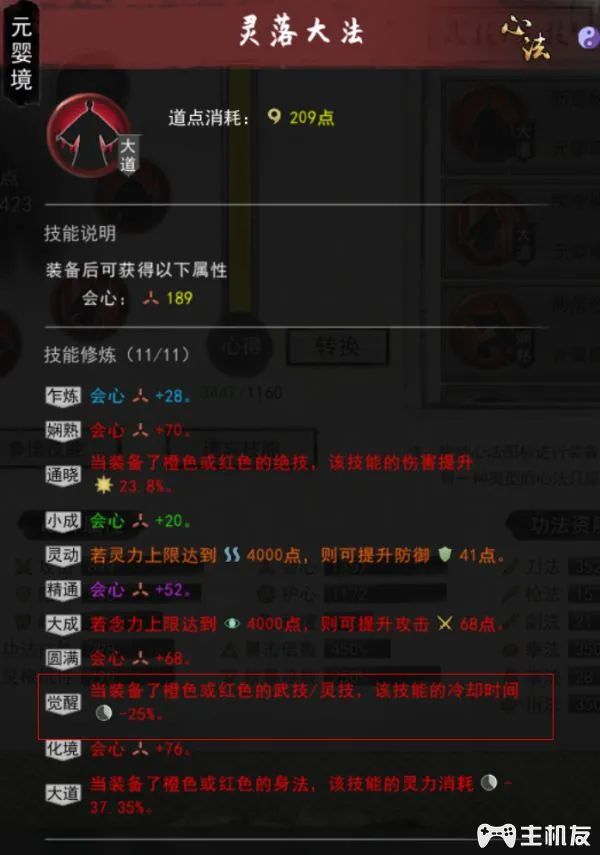 元婴境
灵落大法
心法
大道
道点消耗： 209点
技能说明
装备后可获得以下属性
会心： 189
技能修炼（11/11）
心得
转换
3447/1160
乍炼 会心 +28。
娴熟 会心 +70。
通晓 当装备了橙色或红色的绝技，该技能的伤害提升
23.8%。
小成 会心 +20。
灵动 若灵力上限达到 4000点，则可提升防御 41点。
精通 会心 +52。
大成 若念力上限达到 4000点，则可提升攻击 68点。
圆满 会心 +68。
觉醒 当装备了橙色或红色的武技/灵技，该技能的冷却时间
-25%。
化境 会心 +76。
大道 当装备了橙色或红色的身法，该技能的灵力消耗 -
37.35%。
主机友